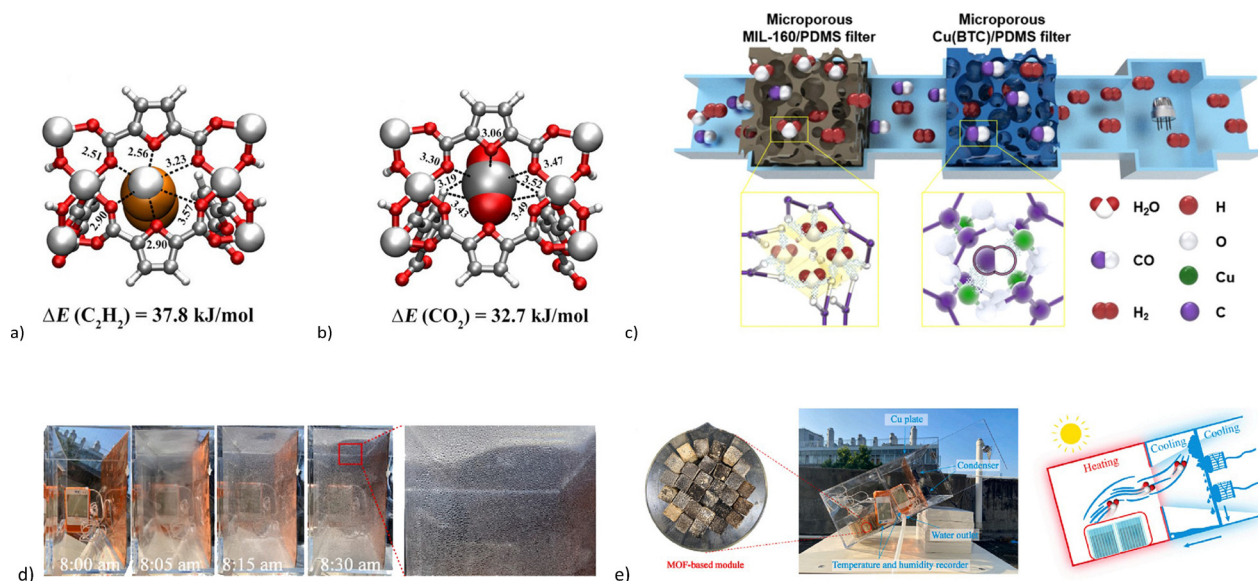 2.51
2.56
3.23
2.90
3.57
2.90
ΔE (C₂H₂) = 37.8 kJ/mol
a)
3.06
3.30
3.47
3.19
3.52
3.43
3.49
ΔE (CO₂) = 32.7 kJ/mol
b)
Microporous
MIL-160/PDMS filter
Microporous
Cu(BTC)/PDMS filter
H₂O
H
CO
O
Cu
H₂
C
c)
8:00 am
8:05 am
8:15 am
8:30 am
d)
MOF-based module
Cu plate
Condenser
Water outlet
Temperature and humidity recorder
Heating
Cooling
Cooling
e)